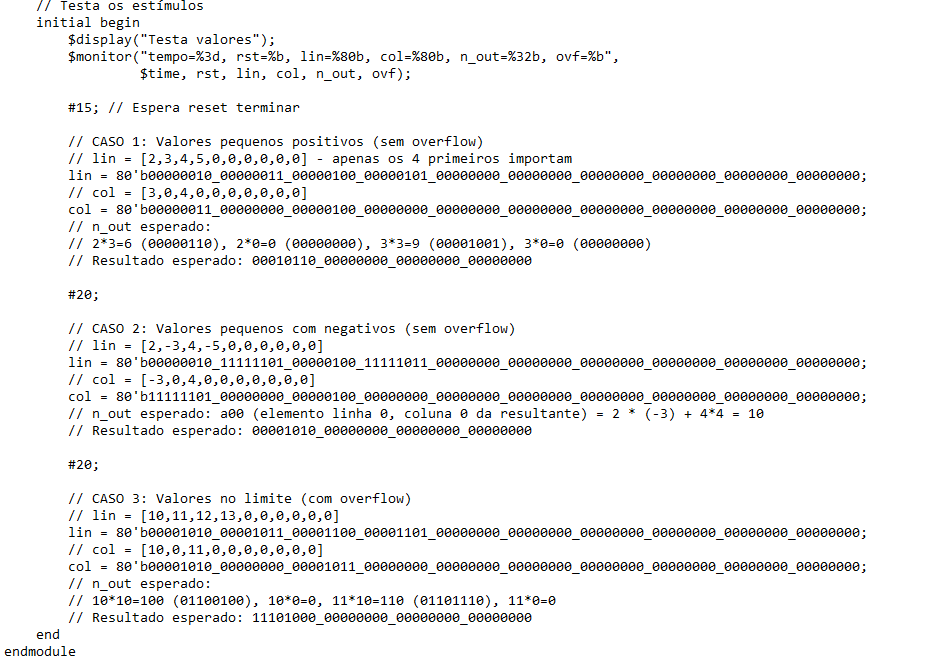 // Testa os estímulos
initial begin
$display("Testa valores");
$monitor("tempo=%3d, rst=%b, lin=%80b, col=%80b, n_out=%32b, ovf=%b",
$time, rst, lin, col, n_out, ovf);
#15; // Espera reset terminar
// CASO 1: Valores pequenos positivos (sem overflow)
// lin = [2,3,4,5,0,0,0,0,0,0] - apenas os 4 primeiros importam
lin = 80'b00000010_00000011_00000100_00000101_00000000_00000000_00000000_00000000_00000000_00000000;
// col = [3,0,4,0,0,0,0,0,0,0]
col = 80'b00000011_00000000_00000100_00000000_00000000_00000000_00000000_00000000_00000000_00000000;
// n_out esperado:
// 2*3=6 (00000110), 2*0=0 (00000000), 3*3=9 (00001001), 3*0=0 (00000000)
// Resultado esperado: 00010110_00000000_00000000_00000000
#20;
// CASO 2: Valores pequenos com negativos (sem overflow)
// lin = [2,-3,4,-5,0,0,0,0,0,0]
lin = 80'b00000010_11111101_00000100_11111011_00000000_00000000_00000000_00000000_00000000_00000000;
// col = [-3,0,4,0,0,0,0,0,0,0]
col = 80'b11111101_00000000_00000100_00000000_00000000_00000000_00000000_00000000_00000000_00000000;
// n_out esperado: a00 (elemento linha 0, coluna 0 da resultante) = 2 * (-3) + 4*4 = 10
// Resultado esperado: 00001010_00000000_00000000_00000000
#20;
// CASO 3: Valores no limite (com overflow)
// lin = [10,11,12,13,0,0,0,0,0,0]
lin = 80'b00001010_00001011_00001100_00001101_00000000_00000000_00000000_00000000_00000000_00000000;
// col = [10,0,11,0,0,0,0,0,0,0]
col = 80'b00001010_00000000_00001011_00000000_00000000_00000000_00000000_00000000_00000000_00000000;
// n_out esperado:
// 10*10=100 (01100100), 10*0=0, 11*10=110 (01101110), 11*0=0
// Resultado esperado: 11101000_00000000_00000000_00000000
end
endmodule